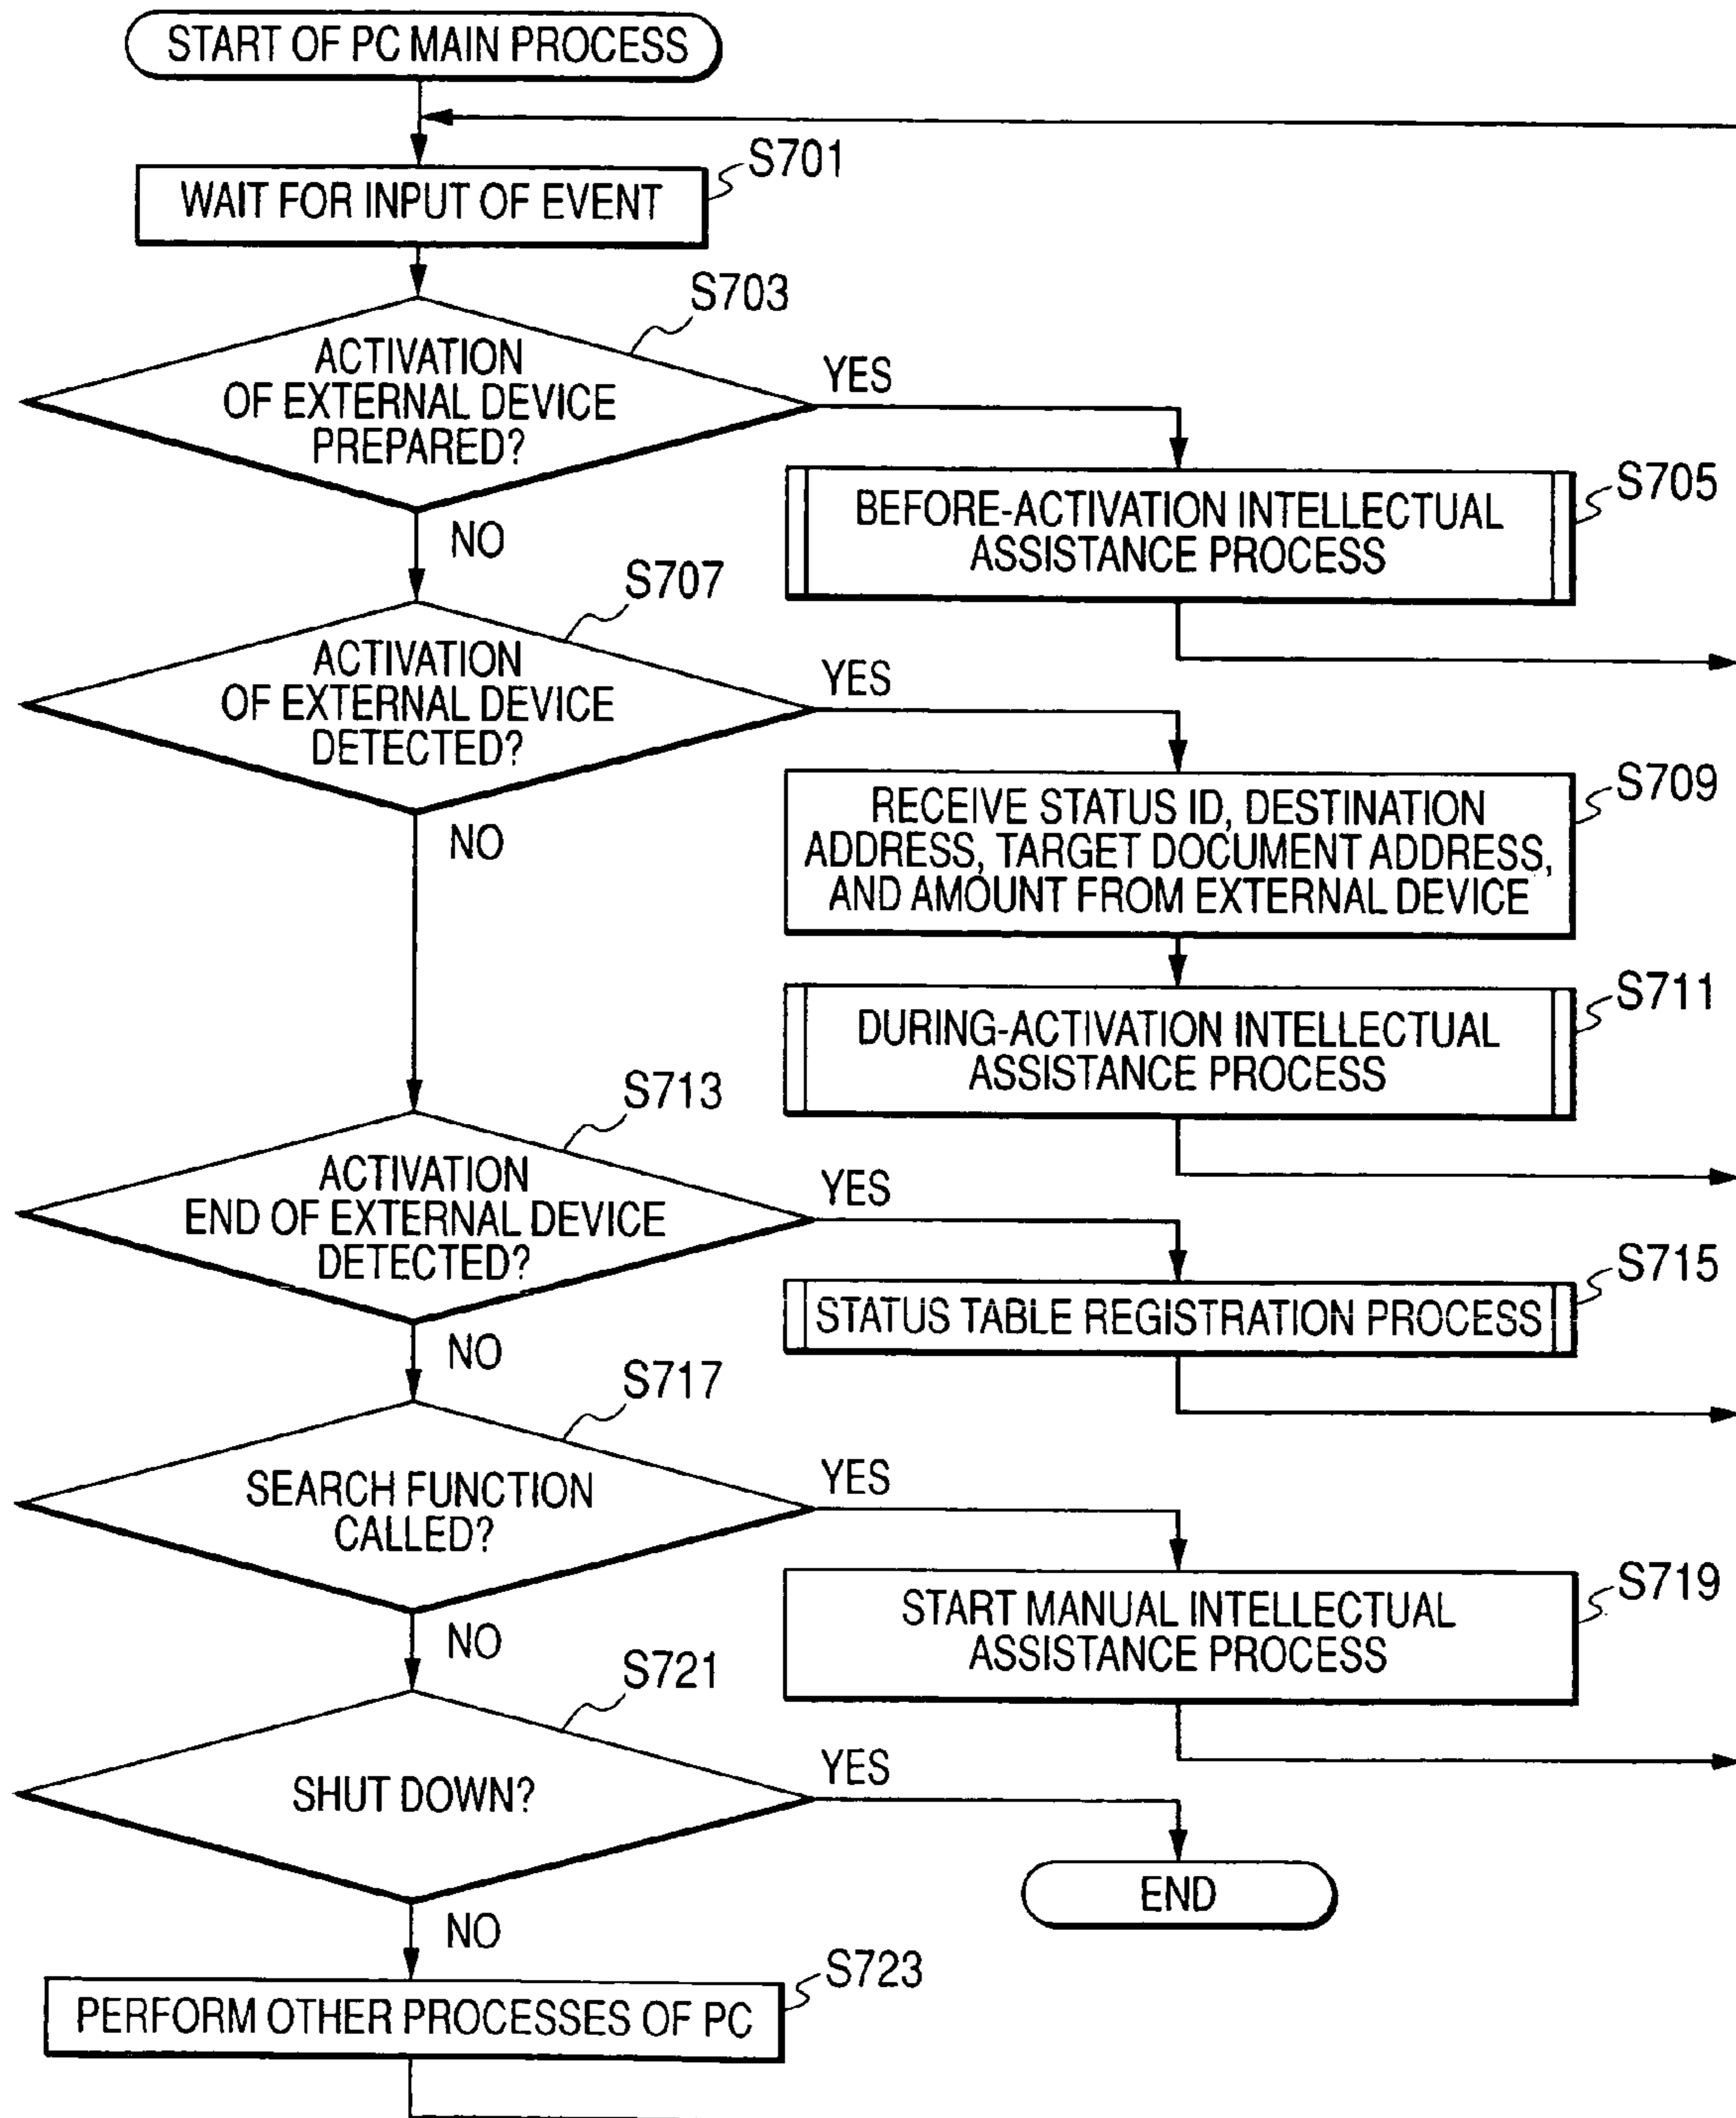 START OF PC MAIN PROCESS
S701
WAIT FOR INPUT OF EVENT
S703
ACTIVATION
OF EXTERNAL DEVICE
PREPARED?
YES
NO
S705
BEFORE-ACTIVATION INTELLECTUAL
ASSISTANCE PROCESS
S707
ACTIVATION
OF EXTERNAL DEVICE
DETECTED?
YES
NO
S709
RECEIVE STATUS ID, DESTINATION
ADDRESS, TARGET DOCUMENT ADDRESS,
AND AMOUNT FROM EXTERNAL DEVICE
S711
DURING-ACTIVATION INTELLECTUAL
ASSISTANCE PROCESS
S713
ACTIVATION
END OF EXTERNAL DEVICE
DETECTED?
YES
NO
S715
STATUS TABLE REGISTRATION PROCESS
S717
SEARCH FUNCTION
CALLED?
YES
NO
S719
START MANUAL INTELLECTUAL
ASSISTANCE PROCESS
S721
SHUT DOWN?
YES
NO
END
S723
PERFORM OTHER PROCESSES OF PC